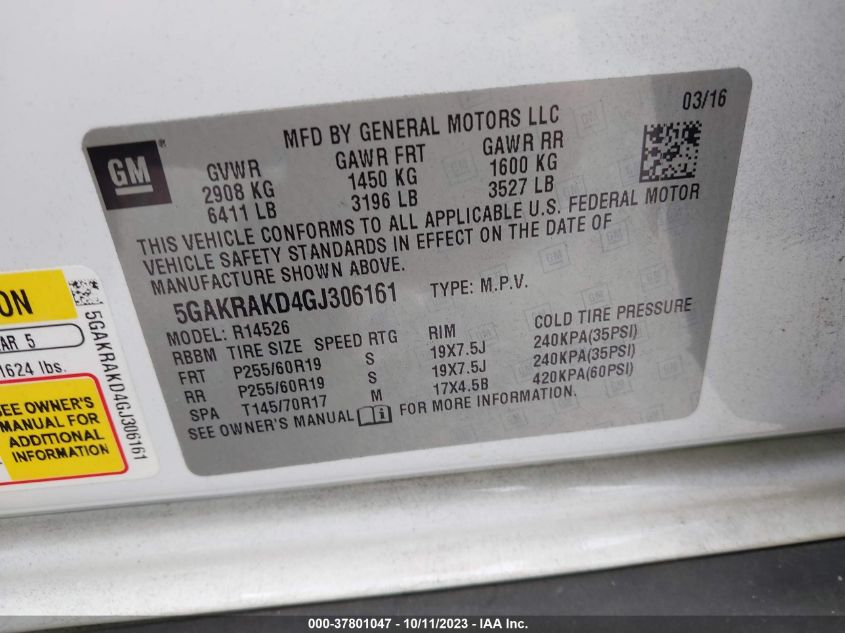 03/16
MFD BY GENERAL MOTORS LLC
GM
GVWR GAWR FRT GAWR RR
2908 KG 1450 KG 1600 KG
6411 LB 3196 LB 3527 LB
THIS VEHICLE CONFORMS TO ALL APPLICABLE U.S. FEDERAL MOTOR
VEHICLE SAFETY STANDARDS IN EFFECT ON THE DATE OF
MANUFACTURE SHOWN ABOVE.
5GAKRAKD4GJ306161 TYPE: M.P.V.
MODEL: R14526
RBBM TIRE SIZE SPEED RTG RIM COLD TIRE PRESSURE
FRT P255/60R19 S 19X7.5J 240KPA(35PSI)
RR P255/60R19 S 19X7.5J 240KPA(35PSI)
SPA T145/70R17 M 17X4.5B 420KPA(60PSI)
SEE OWNER'S MANUAL FOR MORE INFORMATION.
ON
AR 5
1624 lbs.
SEE OWNER'S
MANUAL FOR
ADDITIONAL
INFORMATION
5GAKRAKD4GJ306161
000-37801047 - 10/11/2023 - IAA Inc.